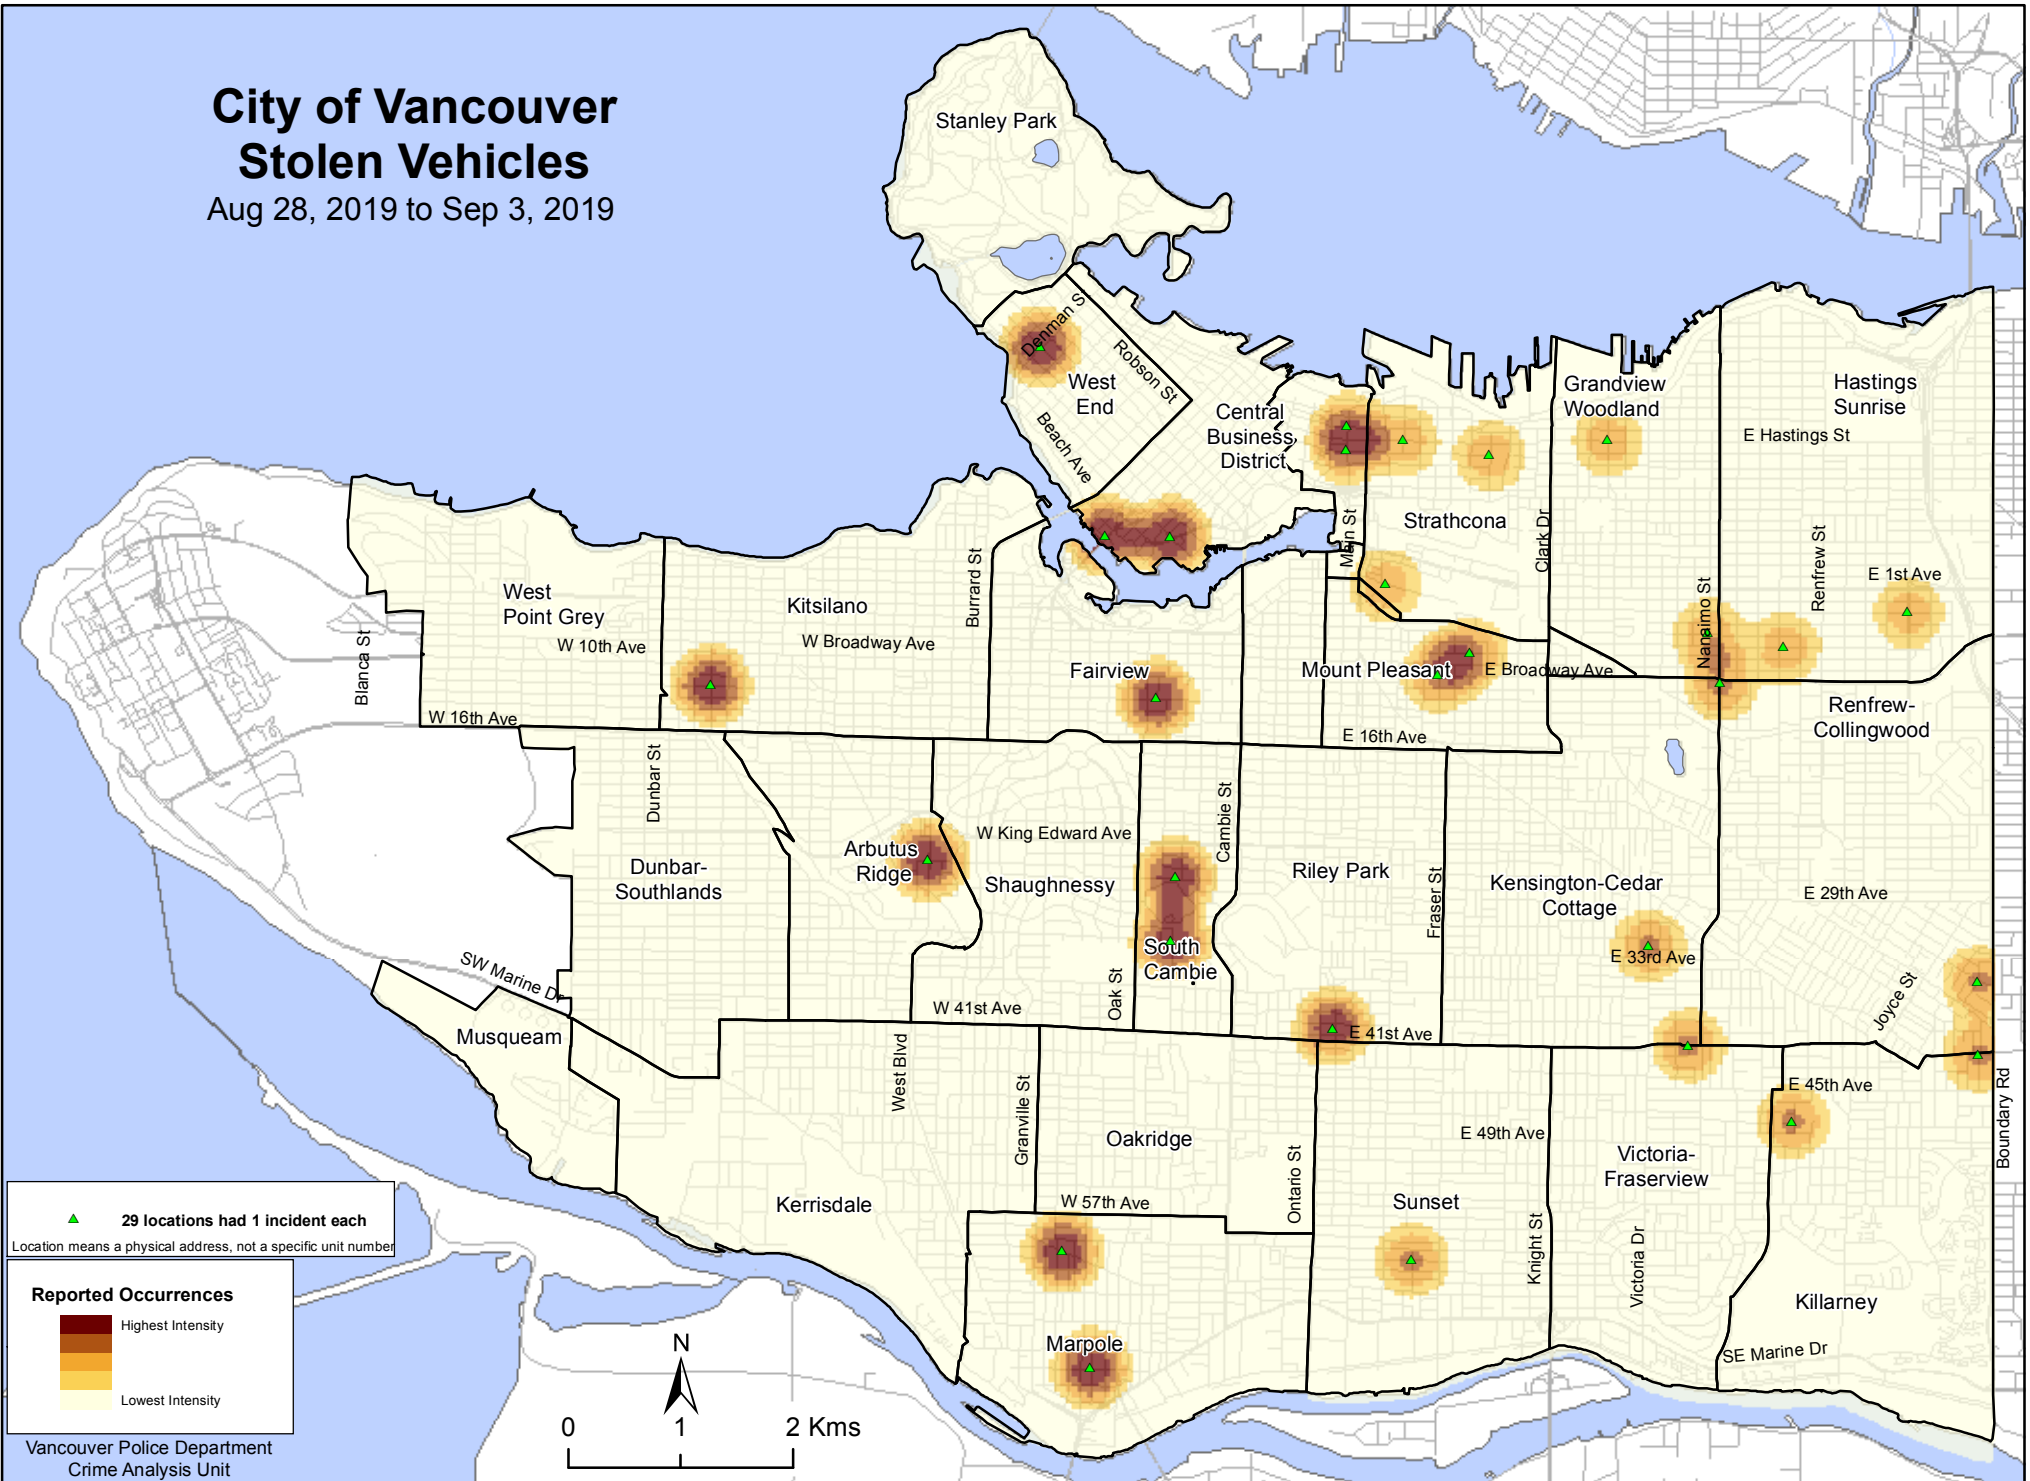 City of Vancouver
Stolen Vehicles
Aug 28, 2019 to Sep 3, 2019
Stanley Park
Denman St
Robson St
West
End
Beach Ave
Central
Business
District
Grandview
Woodland
Hastings
Sunrise
E Hastings St
Strathcona
Main St
Clark Dr
Nanaimo St
Renfrew St
E 1st Ave
West
Point Grey
Kitsilano
Burrard St
W 10th Ave
W Broadway Ave
Blanca St
Fairview
Mount Pleasant
E Broadway Ave
W 16th Ave
E 16th Ave
Renfrew-
Collingwood
Dunbar St
Cambie St
W King Edward Ave
Arbutus
Ridge
Shaughnessy
Dunbar-
Southlands
Riley Park
Fraser St
Kensington-Cedar
Cottage
E 29th Ave
South
Cambie
E 33rd Ave
SW Marine Dr
Oak St
W 41st Ave
E 41st Ave
Joyce St
Musqueam
West Blvd
Granville St
E 45th Ave
Boundary Rd
Oakridge
E 49th Ave
Ontario St
Victoria-
Fraserview
Kerrisdale
W 57th Ave
Sunset
Knight St
Victoria Dr
Killarney
Marpole
SE Marine Dr
29 locations had 1 incident each
Location means a physical address, not a specific unit number
Reported Occurrences
Highest Intensity
Lowest Intensity
Vancouver Police Department
Crime Analysis Unit
N
0 1 2 Kms